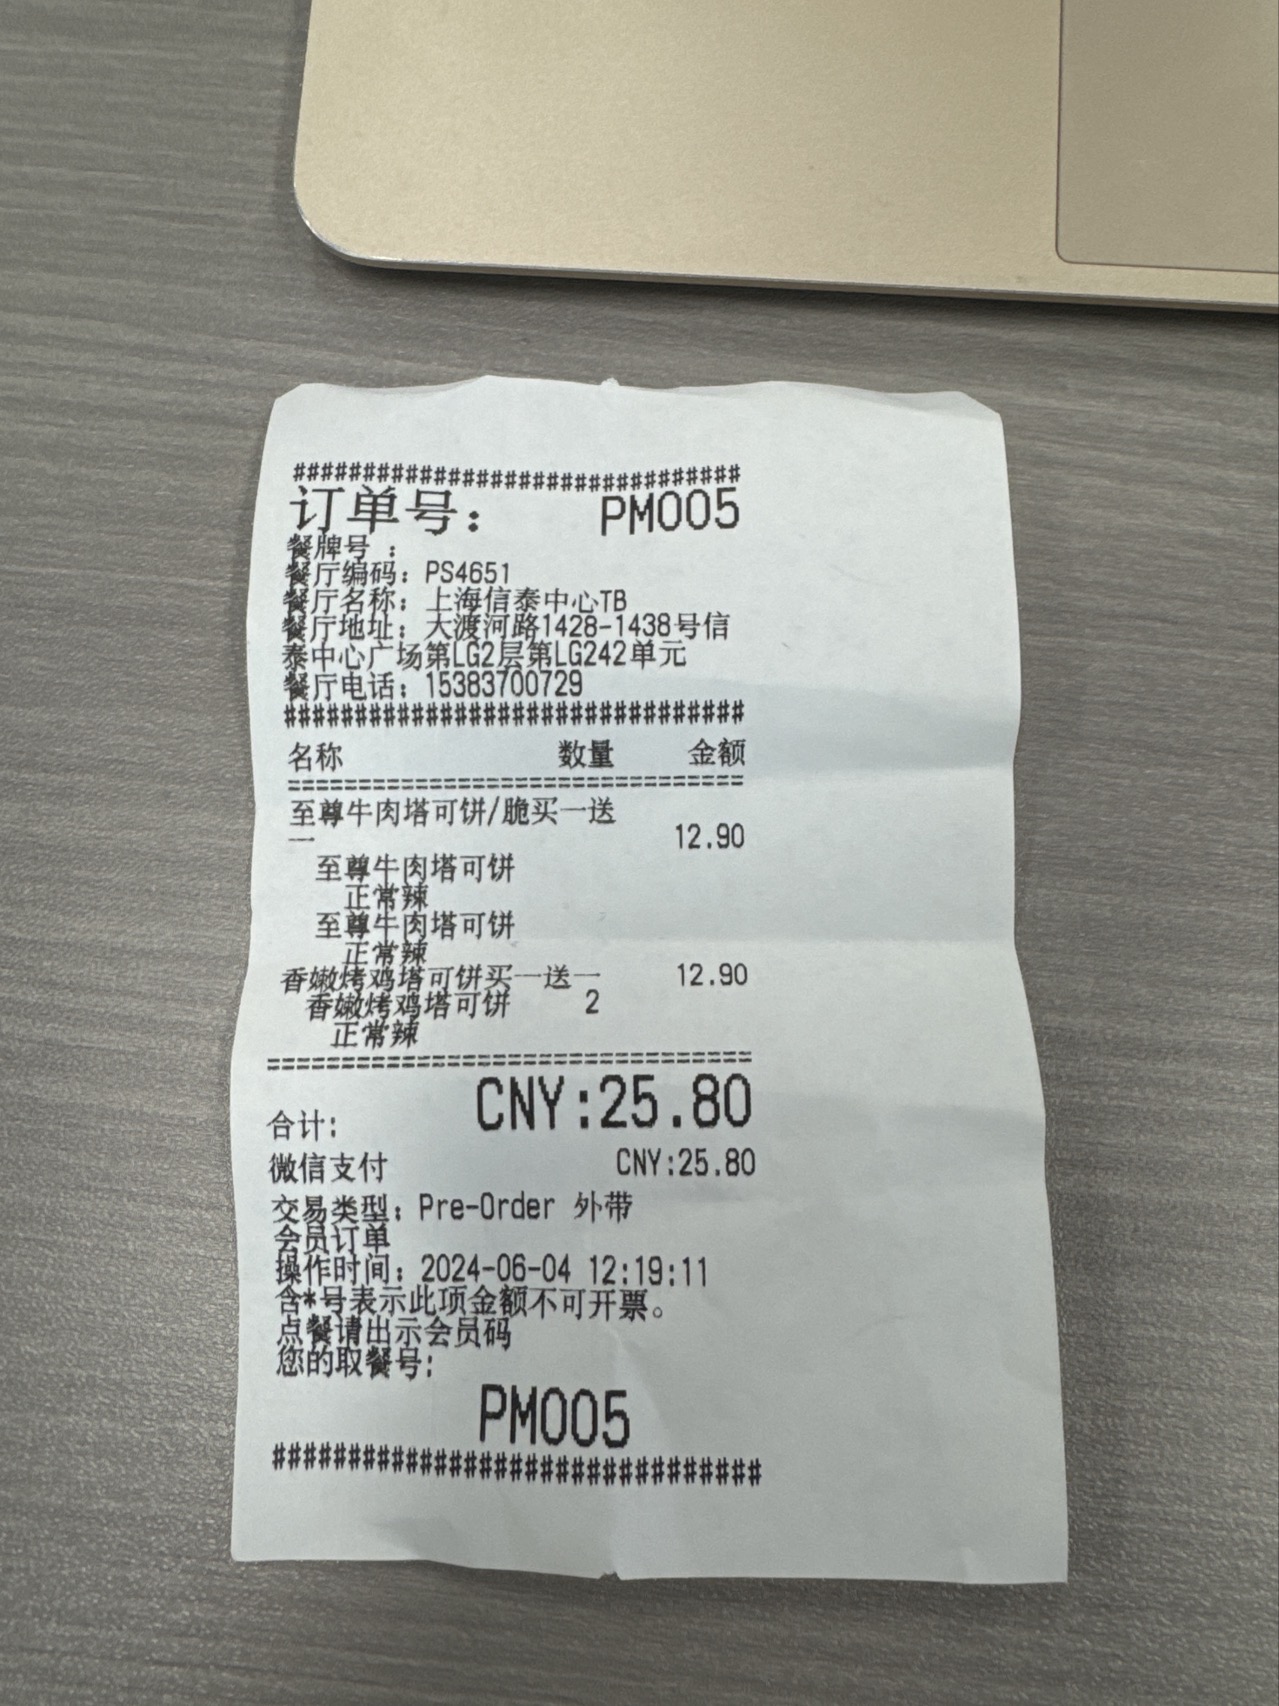 ################################
订单号： PM005
餐牌号 ：
餐厅编码：PS4651
餐厅名称：上海信泰中心TB
餐厅地址：大渡河路1428-1438号信
泰中心广场第LG2层第LG242单元
餐厅电话：15383700729
################################
名称 数量 金额
================================
至尊牛肉塔可饼/脆买一送
一 12.90
至尊牛肉塔可饼
正常辣
至尊牛肉塔可饼
正常辣
香嫩烤鸡塔可饼买一送一 12.90
香嫩烤鸡塔可饼 2
正常辣
================================
合计: CNY:25.80
微信支付 CNY:25.80
交易类型：Pre-Order 外带
会员订单
操作时间：2024-06-04 12:19:11
含*号表示此项金额不可开票。
点餐请出示会员码
您的取餐号:
PM005
################################